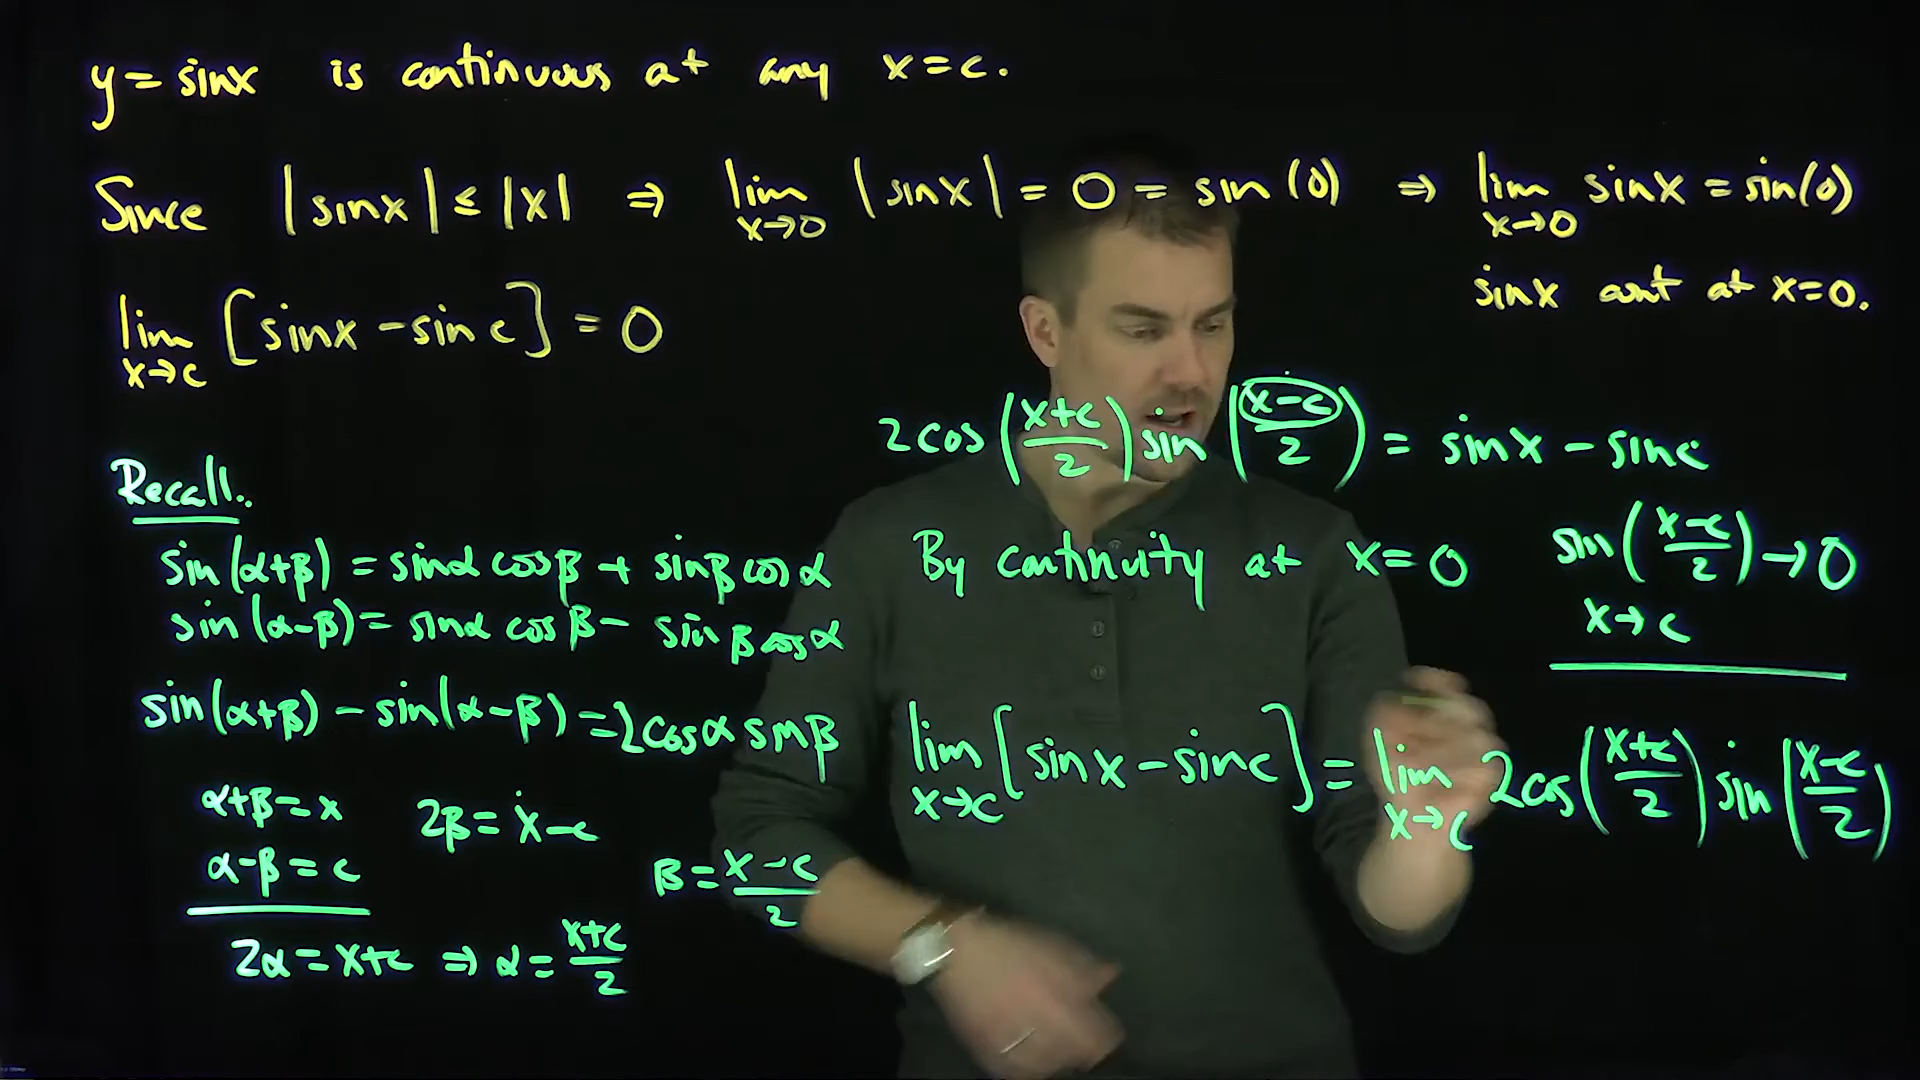 y = sinx is continuous at any x=c.
Since |sinx| ≤ |x| ⇒ lim x→0 |sinx| = 0 = sin(0) ⇒ lim x→0 sinx = sin(0)
sinx cont at x=0.
lim x→c [sinx - sin c] = 0
2cos((x+c)/2) sin((x-c)/2) = sinx - sinc
Recall.
sin(α+β) = sinα cosβ + sinβ cosα
sin(α-β) = sinα cosβ - sinβ cosα
sin(α+β) - sin(α-β) = 2cosα sinβ
α+β = x
2β = x-c
α-β = c
β = (x-c)/2
2α = x+c ⇒ α = (x+c)/2
By continuity at x=0
sin((x-c)/2) → 0
x→c
lim x→c [sinx - sinc] = lim x→c 2cos((x+c)/2) sin((x-c)/2)